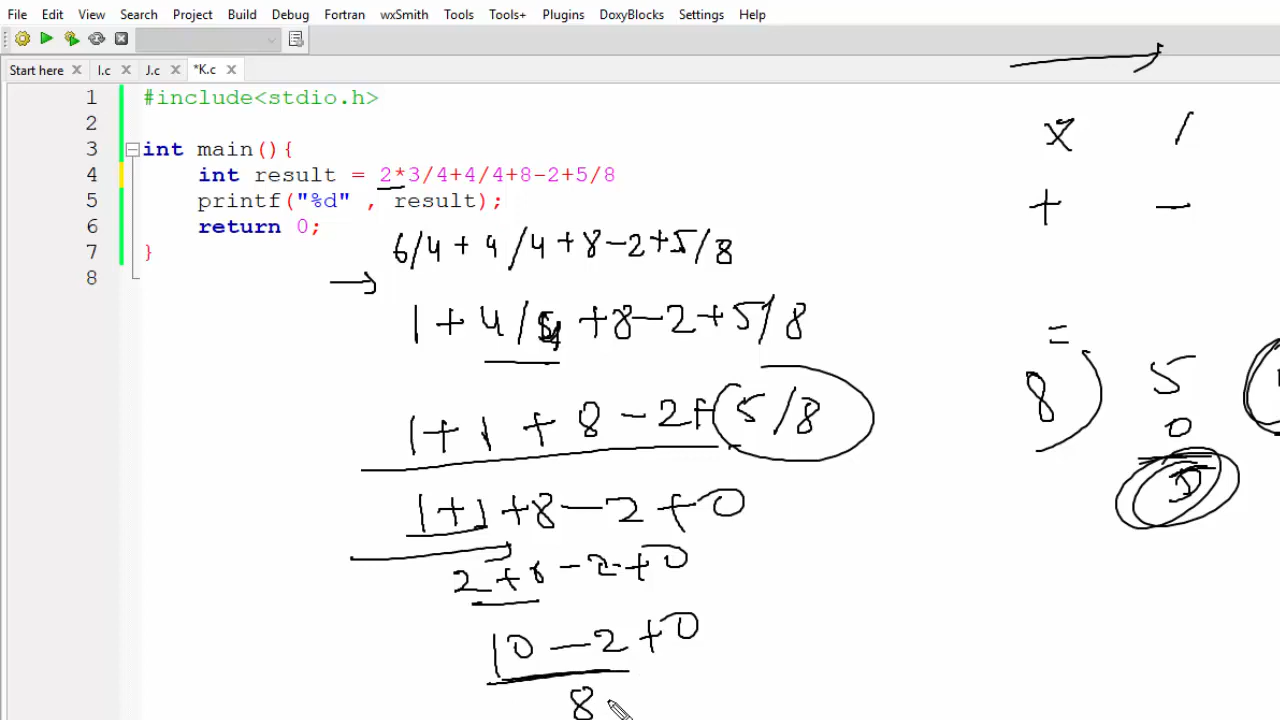 File Edit View Search Project Build Debug Fortran wxSmith Tools Tools+ Plugins DoxyBlocks Settings Help
Start here I.c J.c *K.c
1 #include<stdio.h>
2
3 int main(){
4 int result = 2*3/4+4/4+8-2+5/8
5 printf("%d" , result);
6 return 0;
7 }
8
6/4 + 4/4 + 8-2+5/8
1 + 4/4 +8-2+5/8
1+1 + 8 - 2+ 5/8
1+1 +8-2+0
2+8 -2+0
10-2+0
8
x /
+ -
=
8) 5
0
5